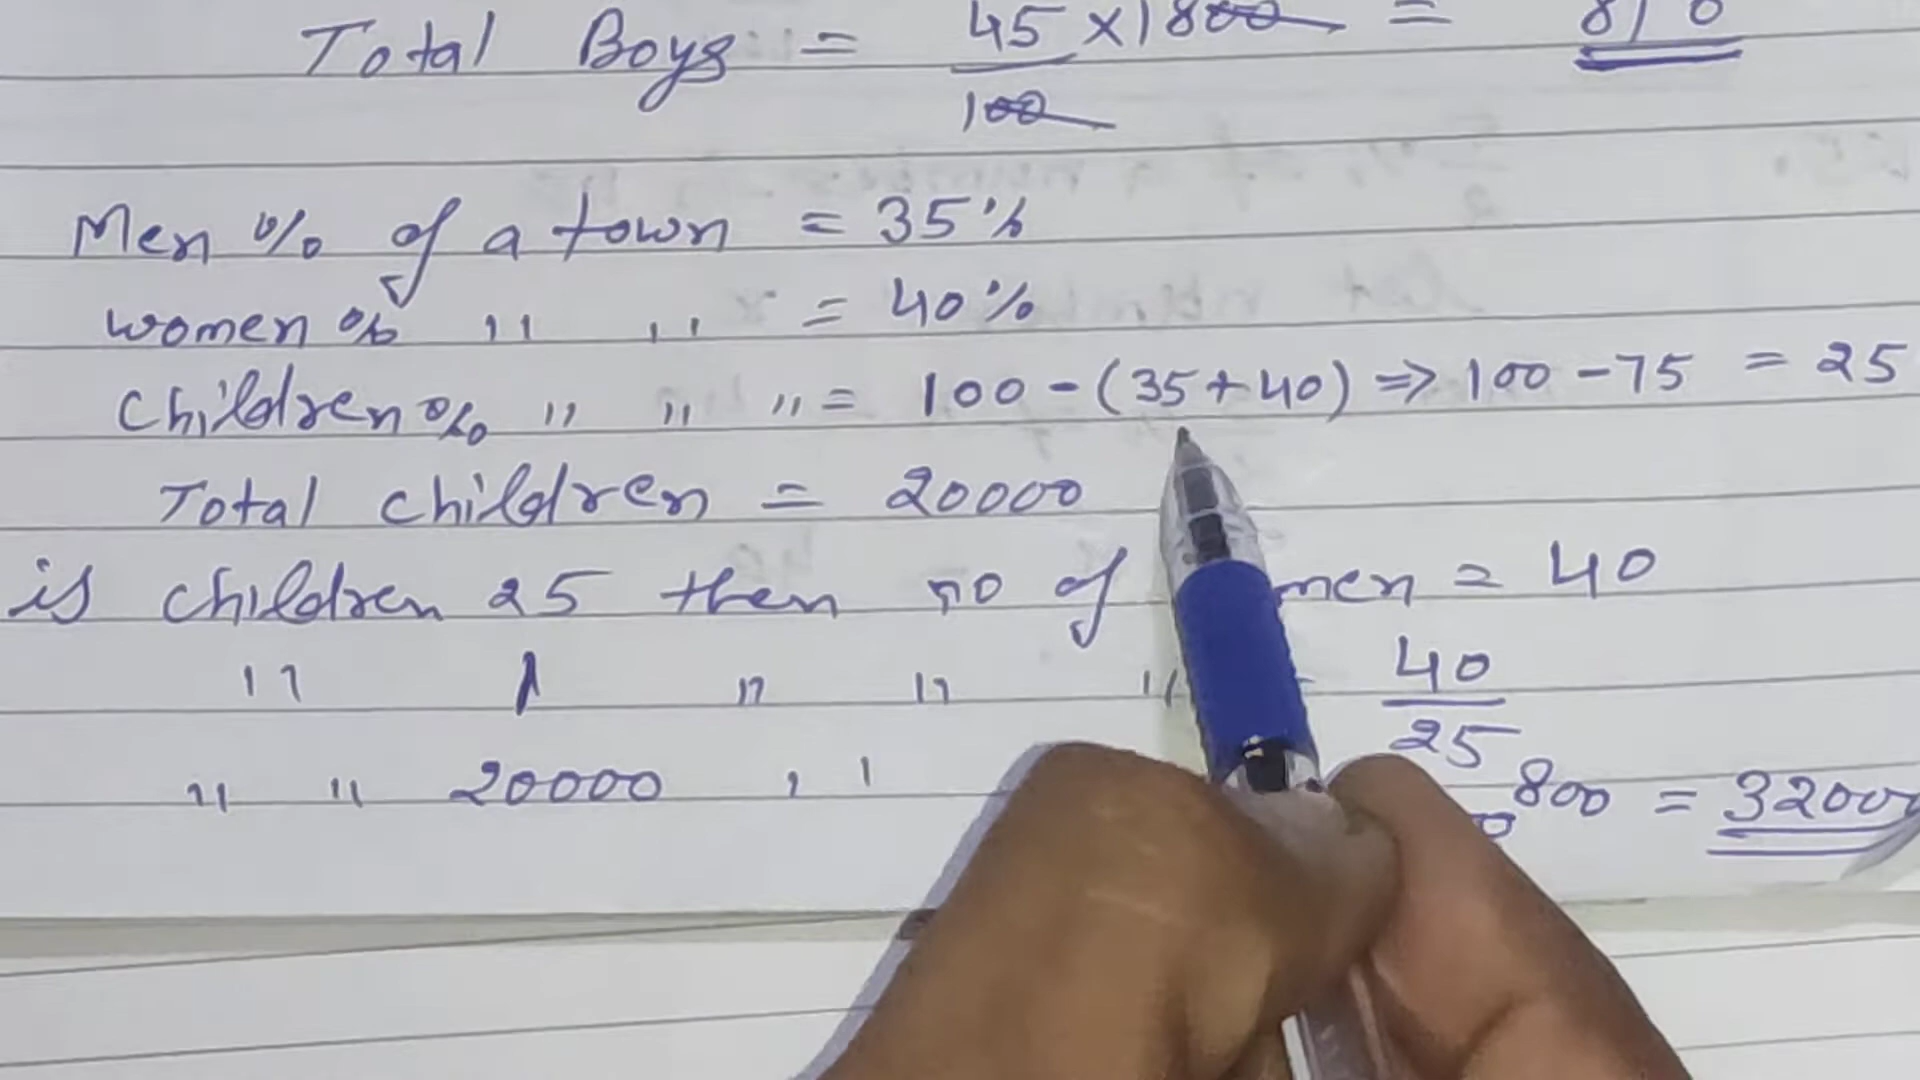 Total Boys = 45 × 1800 = 810
100
Men % of a town = 35%
women % " " = 40%
Children % " " " = 100 - (35+40) => 100 - 75 = 25
Total children = 20000
is children 25 then no of men = 40
" 1 " " " 40
25
" " 20000 , ' 800 = 32000